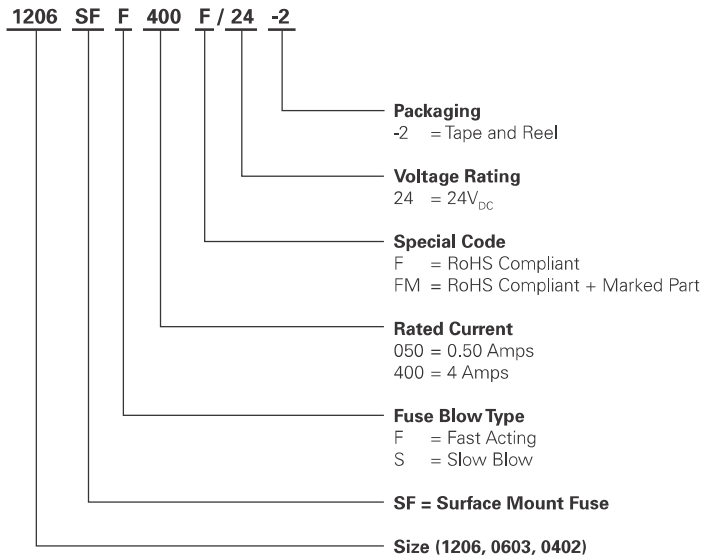 1206 SF F 400 F / 24 -2
Packaging
-2 = Tape and Reel
Voltage Rating
24 = 24VDC
Special Code
F = RoHS Compliant
FM = RoHS Compliant + Marked Part
Rated Current
050 = 0.50 Amps
400 = 4 Amps
Fuse Blow Type
F = Fast Acting
S = Slow Blow
SF = Surface Mount Fuse
Size (1206, 0603, 0402)